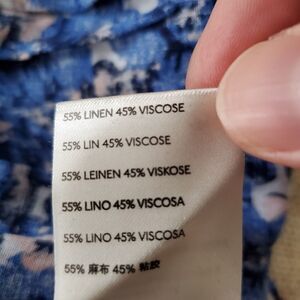 55% LINEN 45% VISCOSE
55% LIN 45% VISCOSE
55% LEINEN 45% VISKOSE
55% LINO 45% VISCOSA
55% LINO 45% VISCOSA
55% 麻布 45% 粘胶